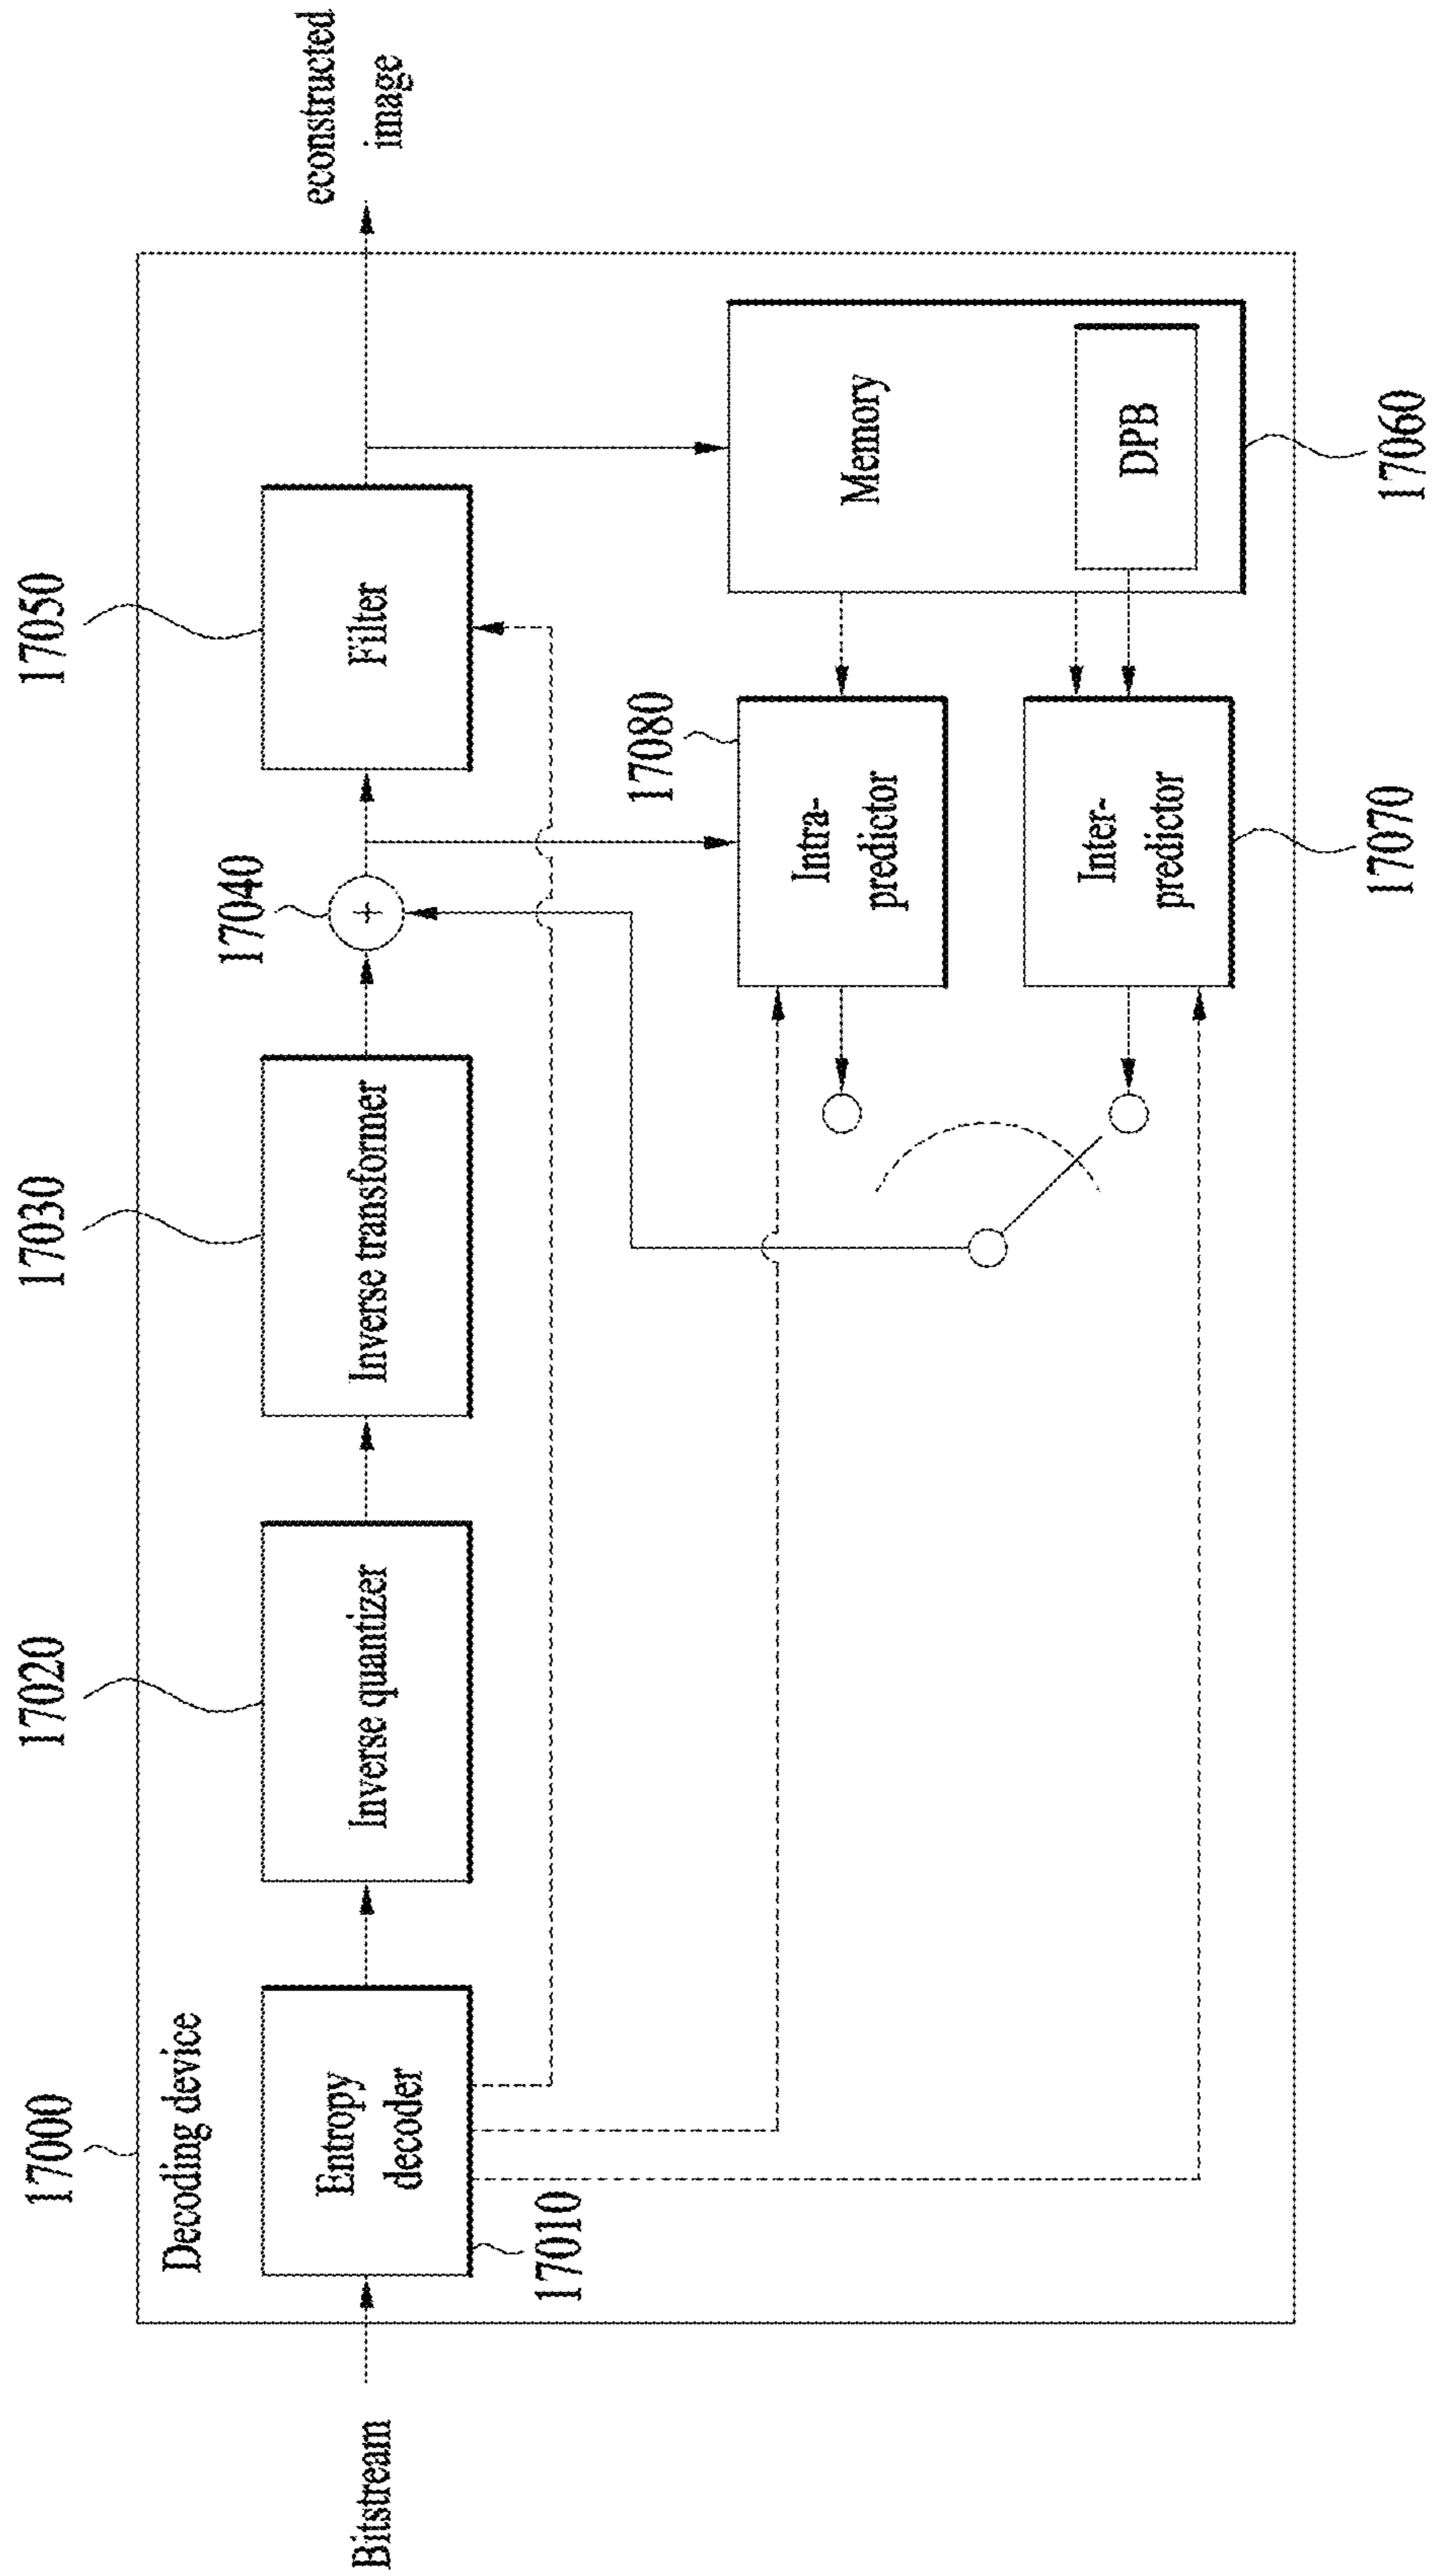 17000
17020
17030
17050
Decoding device
17040
econstructed
image
Bitstream
Entropy
decoder
Inverse quantizer
Inverse transformer
Filter
17010
17080
Intra-
predictor
Memory
Inter-
predictor
DPB
17070
17060